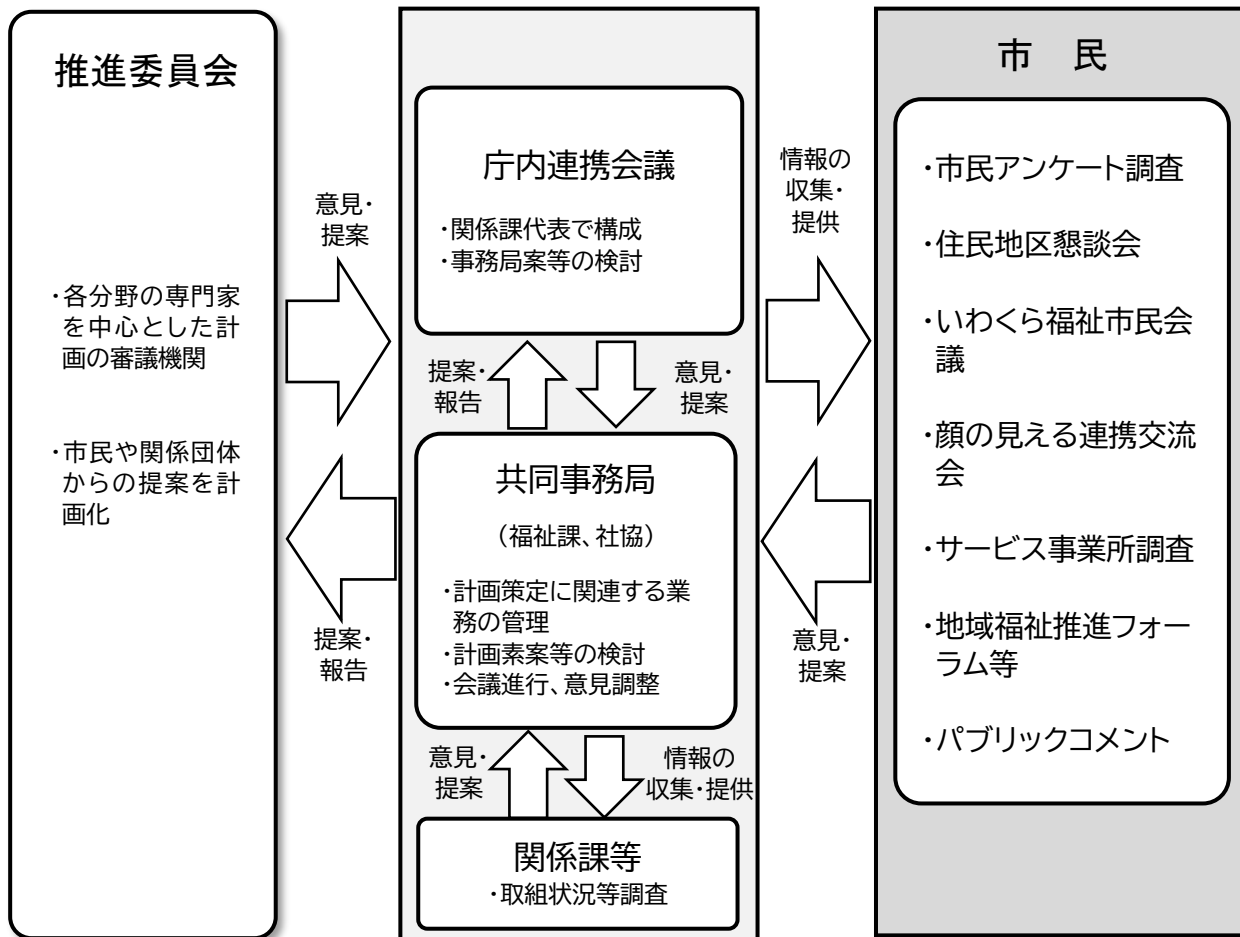 推進委員会
・各分野の専門家
を中心とした計
画の審議機関
・市民や関係団体
からの提案を計
画化
意見・
提案
提案・
報告
庁内連携会議
・関係課代表で構成
・事務局案等の検討
提案・
報告
意見・
提案
共同事務局
（福祉課、社協）
・計画策定に関連する業
務の管理
・計画素案等の検討
・会議進行、意見調整
意見・
提案
情報の
収集・提供
関係課等
・取組状況等調査
情報の
収集・
提供
意見・
提案
市 民
・市民アンケート調査
・住民地区懇談会
・いわくら福祉市民会
議
・顔の見える連携交流
会
・サービス事業所調査
・地域福祉推進フォー
ラム等
・パブリックコメント